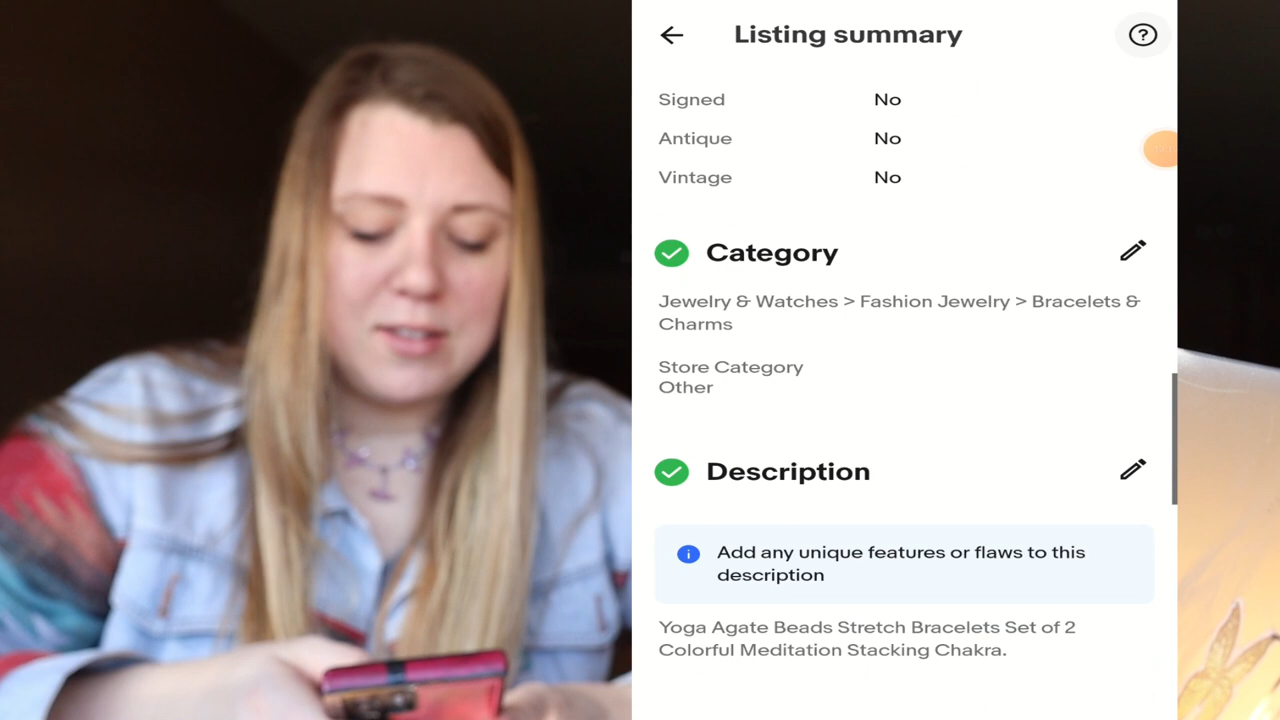 Listing summary
Signed No
Antique No
Vintage No
Category
Jewelry & Watches > Fashion Jewelry > Bracelets &
Charms
Store Category
Other
Description
Add any unique features or flaws to this
description
Yoga Agate Beads Stretch Bracelets Set of 2
Colorful Meditation Stacking Chakra.